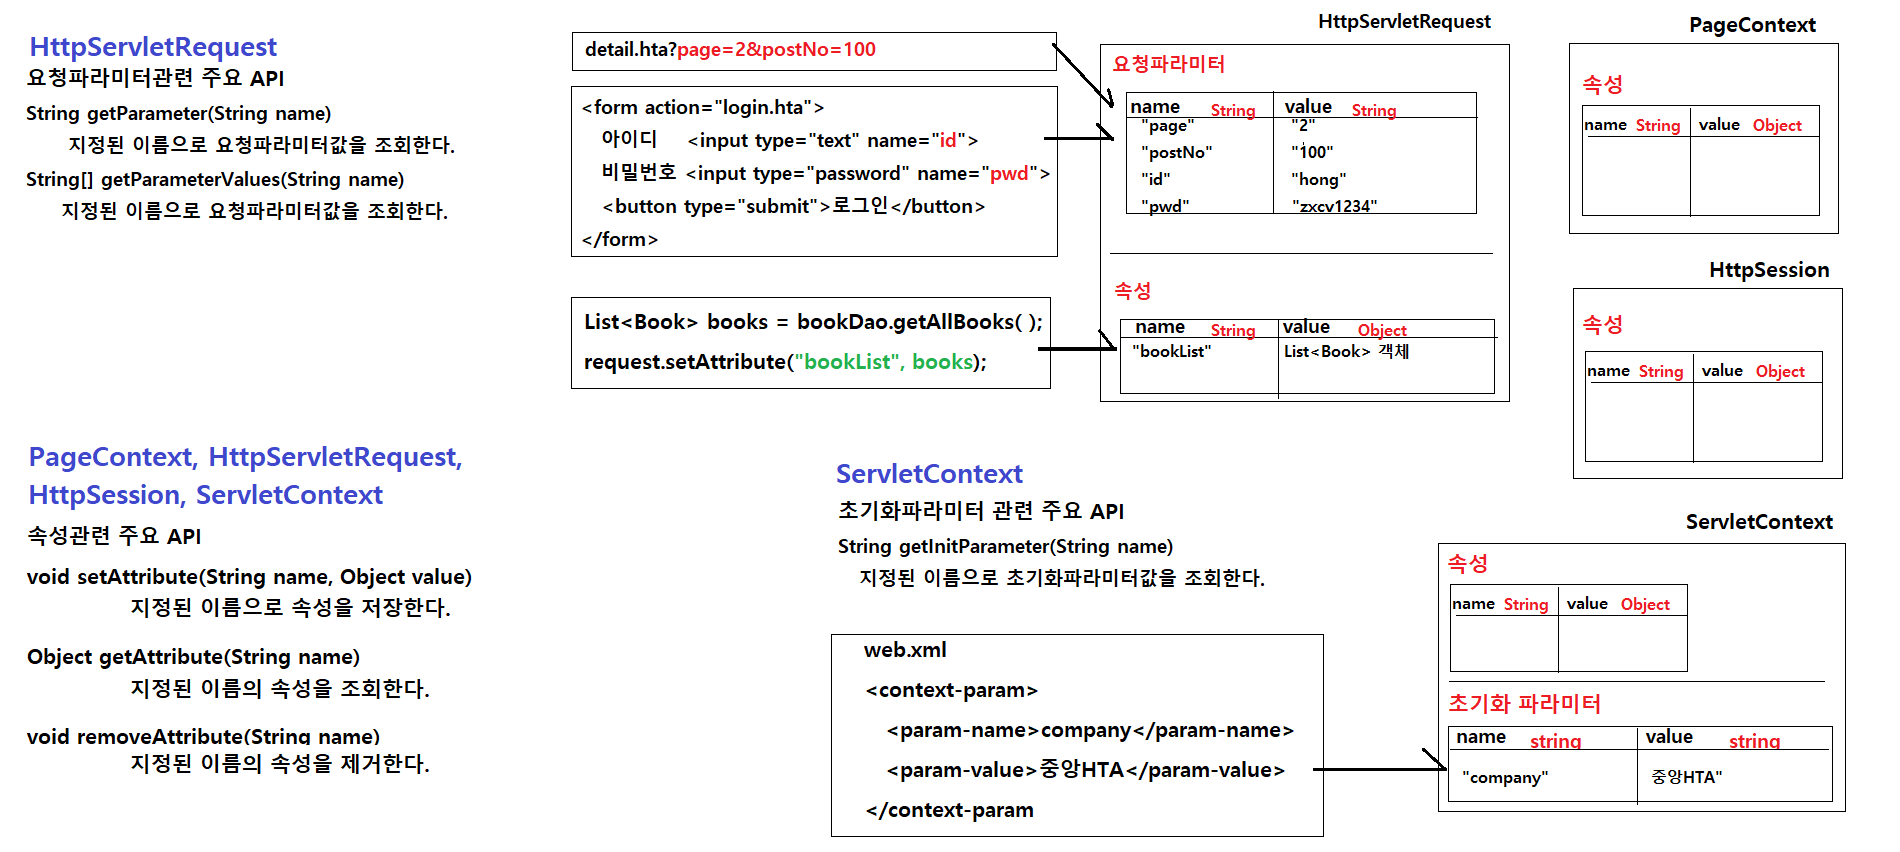 HttpServletRequest
요청파라미터관련 주요 API
String getParameter(String name)
지정된 이름으로 요청파라미터값을 조회한다.
String[] getParameterValues(String name)
지정된 이름으로 요청파라미터값을 조회한다.
detail.hta?page=2&postNo=100
<form action="login.hta">
아이디 <input type="text" name="id">
비밀번호 <input type="password" name="pwd">
<button type="submit">로그인</button>
</form>
List<Book> books = bookDao.getAllBooks( );
request.setAttribute("bookList", books);
HttpServletRequest
요청파라미터
name String value String
"page" "2"
"postNo" "100"
"id" "hong"
"pwd" "zxcv1234"
속성
name String value Object
"bookList" List<Book> 객체
PageContext
속성
name String value Object
HttpSession
속성
name String value Object
PageContext, HttpServletRequest,
HttpSession, ServletContext
속성관련 주요 API
void setAttribute(String name, Object value)
지정된 이름으로 속성을 저장한다.
Object getAttribute(String name)
지정된 이름의 속성을 조회한다.
void removeAttribute(String name)
지정된 이름의 속성을 제거한다.
ServletContext
초기화파라미터 관련 주요 API
String getInitParameter(String name)
지정된 이름으로 초기화파라미터값을 조회한다.
web.xml
<context-param>
<param-name>company</param-name>
<param-value>중앙HTA</param-value>
</context-param
ServletContext
속성
name String value Object
초기화 파라미터
name string value string
"company" 중앙HTA"